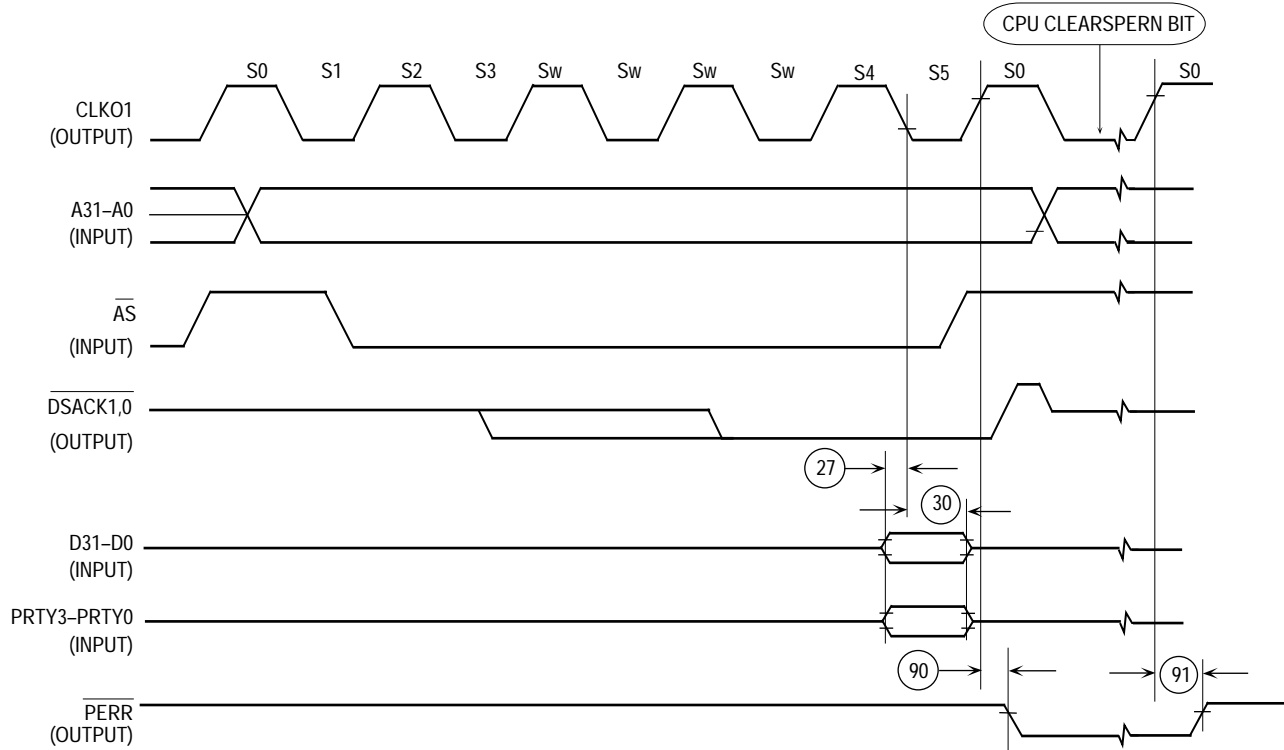 CPU CLEARSPERN BIT
S0 S1 S2 S3 Sw Sw Sw Sw S4 S5 S0 S0
CLKO1
(OUTPUT)
A31–A0
(INPUT)
AS
(INPUT)
DSACK1,0
(OUTPUT)
27
30
D31–D0
(INPUT)
PRTY3–PRTY0
(INPUT)
90
91
PERR
(OUTPUT)